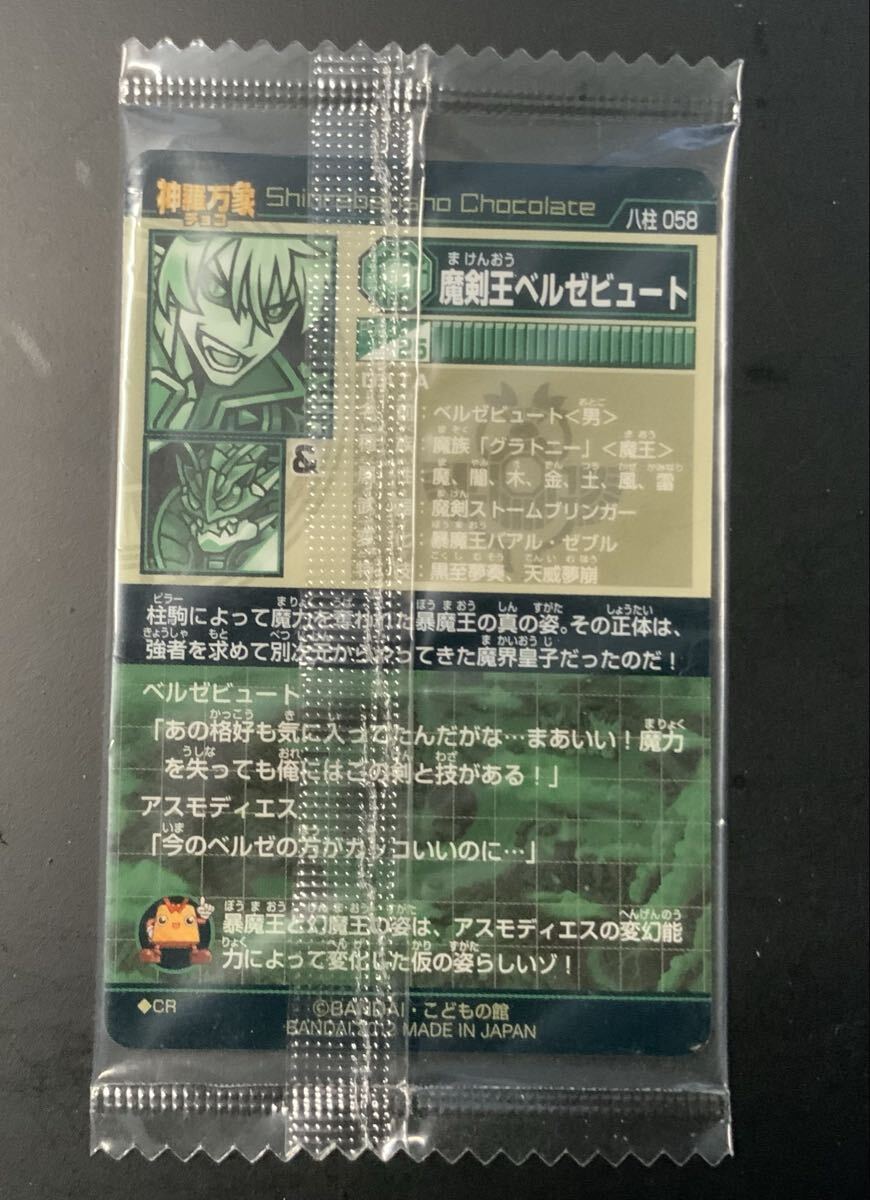 神羅万象
チョコ
Chocolate
八柱 058
まけんおう
魔剣王ベルゼビュート
&
：ベルゼビュート<男>
：魔族「グラトニー」<魔王>
：魔、闇、木、金、土、風、雷
：魔剣ストームブリンガー
：暴魔王バアル・ゼブル
：黒至夢奏、天威夢崩
柱駒によって魔力を奪われた暴魔王の真の姿。その正体は、
強者を求めて別次元からやってきた魔界皇子だったのだ！
ベルゼビュート
「あの格好も気に入ってたんだがな…まあいい！魔力
を失っても俺にはこの剣と技がある！」
アスモディエス
「今のベルゼの方がカッコいいのに…」
暴魔王と幻魔王の姿は、アスモディエスの変幻能
力によって変化した仮の姿らしいゾ！
◆CR
©BANDAI・こどもの館
BANDAI 2012 MADE IN JAPAN